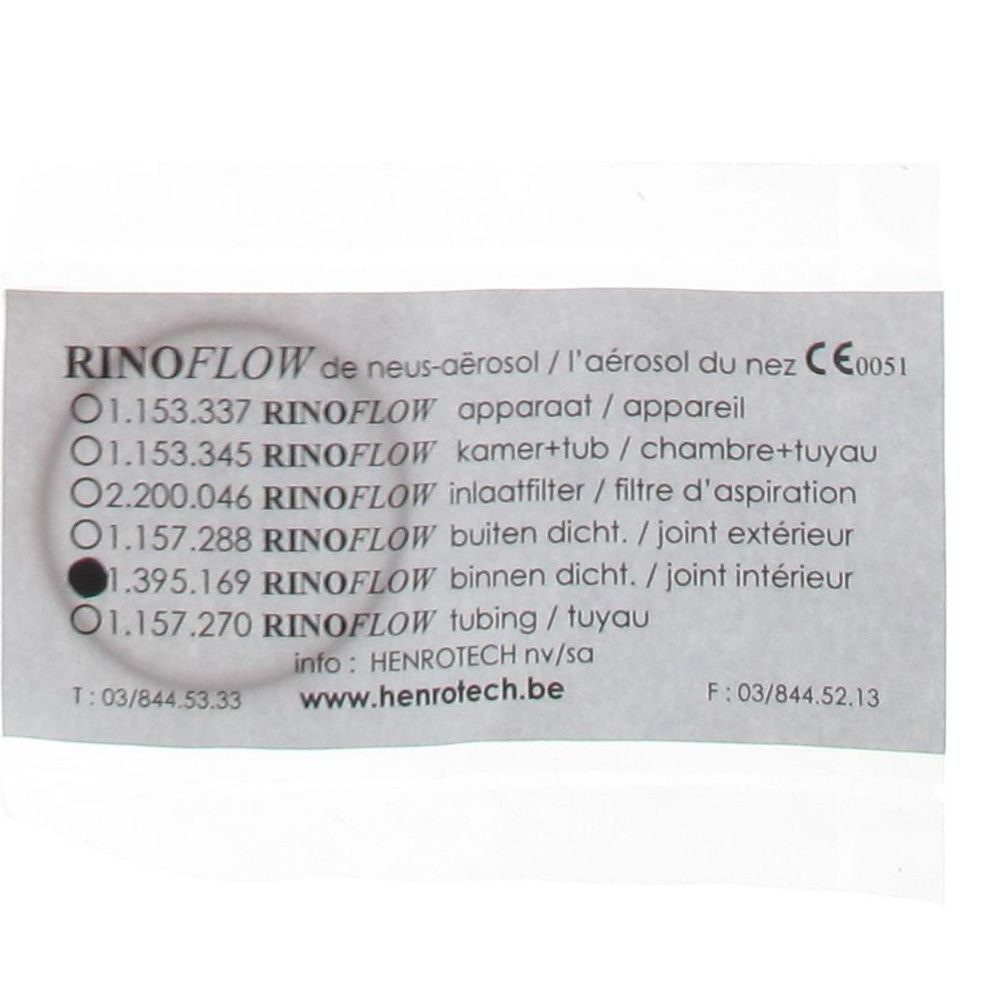 RINOFLOW de neus-aërosol / l'aérosol du nez CE0051
○1.153.337 RINOFLOW apparaat / appareil
○1.153.345 RINOFLOW kamer+tub / chambre+tuyau
○2.200.046 RINOFLOW inlaatfilter / filtre d'aspiration
○1.157.288 RINOFLOW buiten dicht. / joint extérieur
●1.395.169 RINOFLOW binnen dicht. / joint intérieur
○1.157.270 RINOFLOW tubing / tuyau
info : HENROTECH nv/sa
T : 03/844.53.33 www.henrotech.be F : 03/844.52.13